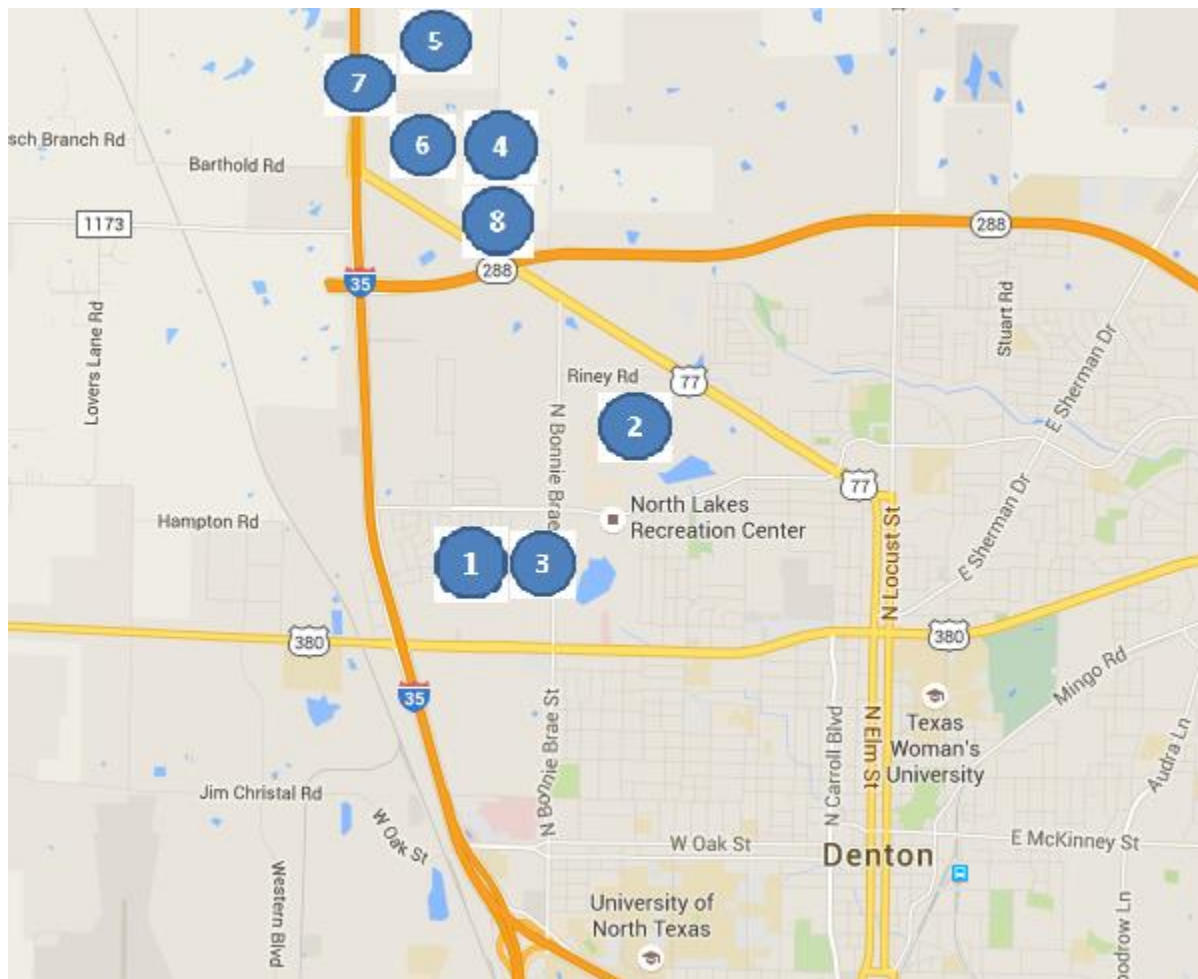 5
7
sch Branch Rd
6
4
Barthold Rd
8
1173
288
288
35
Lovers Lane Rd
Stuart Rd
E Sherman Dr
Riney Rd
77
N Bonnie Brae
2
77
North Lakes
Recreation Center
Hampton Rd
E Sherman Dr
N Locust St
1
3
380
380
Mingo Rd
35
Texas
Woman's
University
N Bonnie Brae St
N Carroll Blvd
N Elm St
Audra Ln
Jim Christal Rd
W Oak St
W Oak St
E McKinney St
Denton
Western Blvd
University of
North Texas
odrow Ln